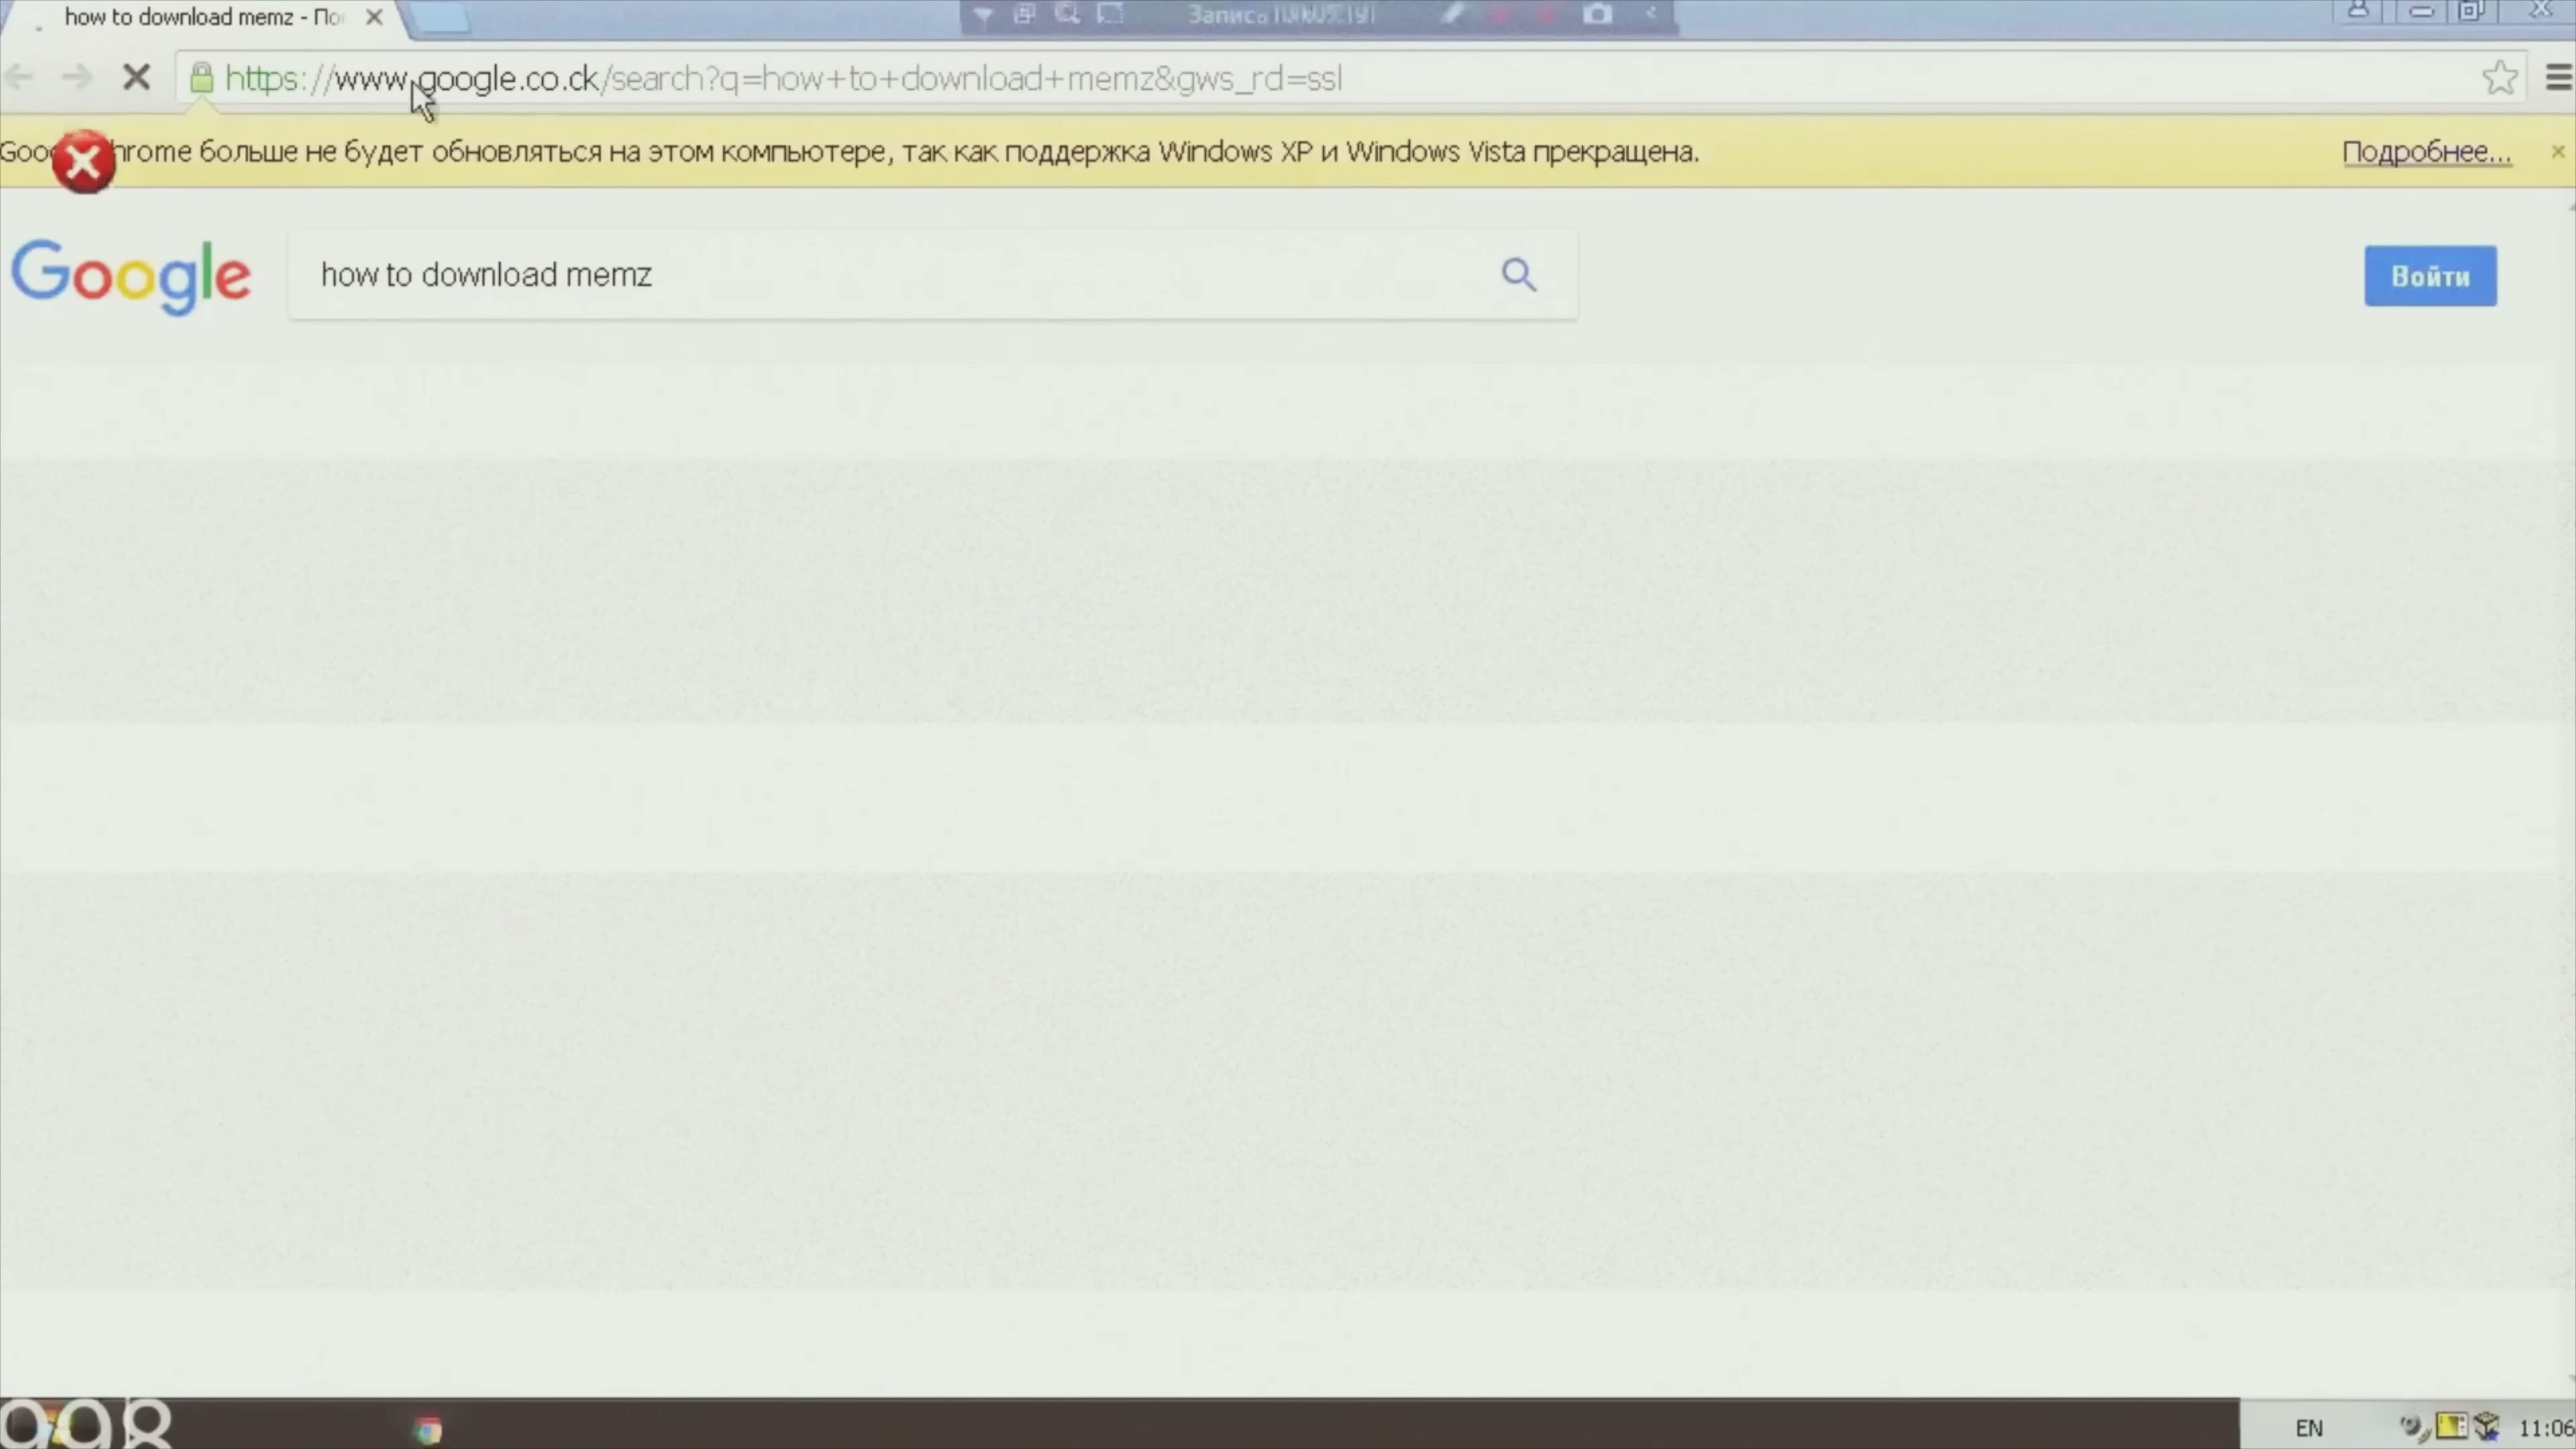 how to download memz - По
https://www.google.co.ck/search?q=how+to+download+memz&gws_rd=ssl
больше не будет обновляться на этом компьютере, так как поддержка Windows XP и Windows Vista прекращена.
Подробнее...
Google
how to download memz
Войти
998
EN
11:06